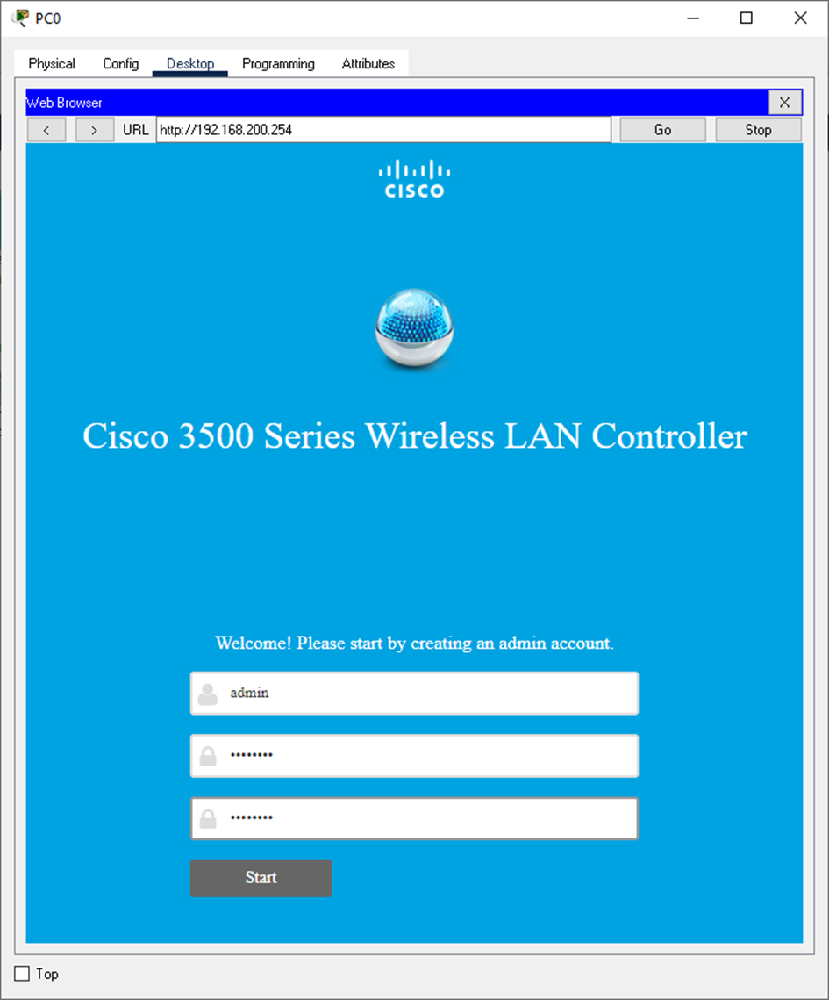 PC0
Physical Config Desktop Programming Attributes
Web Browser X
< > URL http://192.168.200.254 Go Stop
CISCO
Cisco 3500 Series Wireless LAN Controller
Welcome! Please start by creating an admin account.
admin
••••••••
••••••••
Start
Top